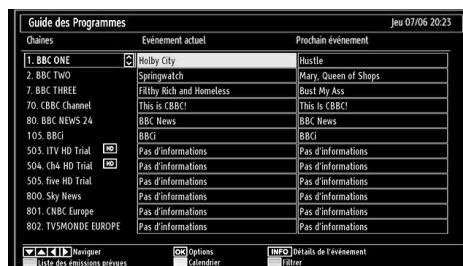 Guide des Programmes Jeu 07/06 20:23
Chaînes Evénement actuel Prochain événement
1. BBC ONE Holby City Hustle
2. BBC TWO Springwatch Mary, Queen of Shops
7. BBC THREE Filthy Rich and Homeless Bust My Ass
70. CBBC Channel This is CBBC! This Is CBBC!
80. BBC NEWS 24 BBC News BBC News
105. BBCi BBCi BBCi
503. ITV HD Trial HD Pas d'informations Pas d'informations
504. Ch4 HD Trial HD Pas d'informations Pas d'informations
505. five HD Trial Pas d'informations Pas d'informations
800. Sky News Pas d'informations Pas d'informations
801. CNBC Europe Pas d'informations Pas d'informations
802. TV5MONDE EUROPE Pas d'informations Pas d'informations
Naviguer OK Options INFO Détails de l'événement
Liste des émissions prévues Calendrier Filtrer